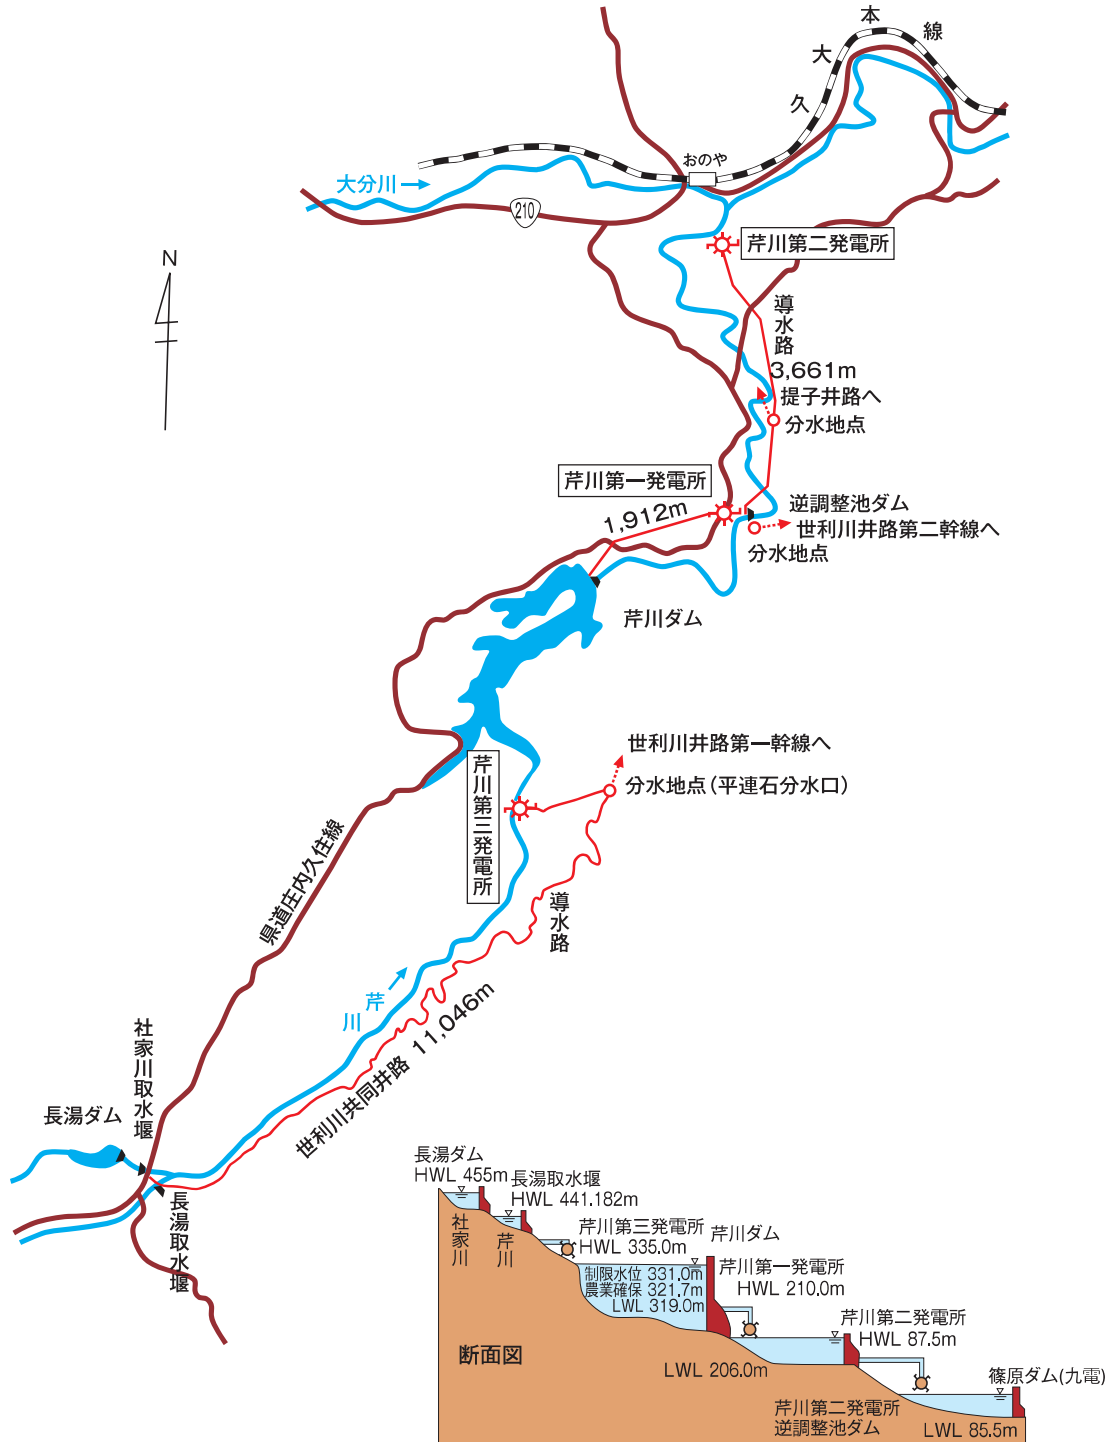 久大本線
おのや
大分川
210
芹川第二発電所
N
導水路
3,661m
提子井路へ
分水地点
芹川第一発電所
1,912m
逆調整池ダム
世利川井路第二幹線へ
分水地点
芹川ダム
世利川井路第一幹線へ
分水地点(平連石分水口)
芹川第三発電所
導水路
県道庄内久住線
芹川
世利川共同井路 11,046m
社家川取水堰
長湯ダム
長湯取水堰
長湯ダム
HWL 455m
長湯取水堰
HWL 441.182m
社家川
芹川
芹川第三発電所
HWL 335.0m
芹川ダム
制限水位 331.0m
農業確保 321.7m
LWL 319.0m
芹川第一発電所
HWL 210.0m
芹川第二発電所
HWL 87.5m
断面図
LWL 206.0m
篠原ダム(九電)
芹川第二発電所
逆調整池ダム
LWL 85.5m